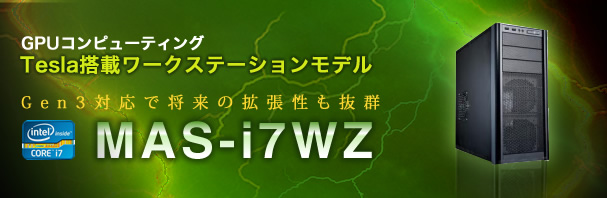 GPUコンピューティング
Tesla搭載ワークステーションモデル
Gen3対応で将来の拡張性も抜群
intel inside
CORE i7
MAS-i7WZ